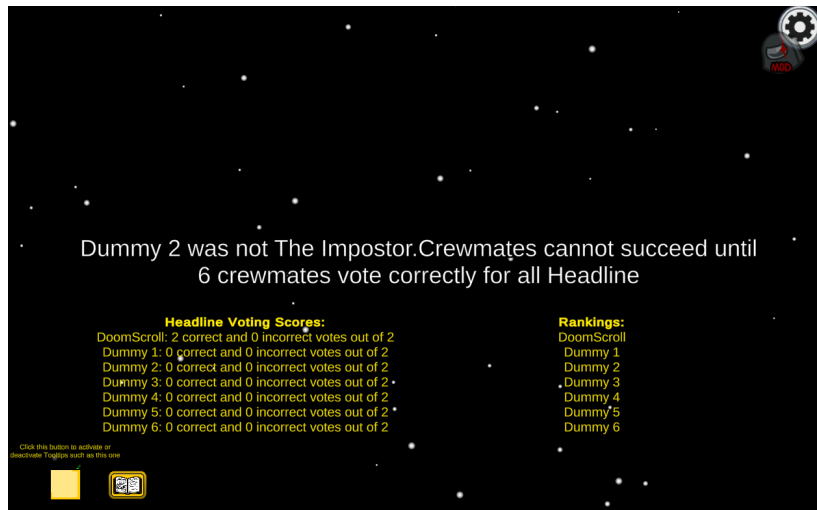 MBD
Dummy 2 was not The Impostor.Crewmates cannot succeed until
6 crewmates vote correctly for all Headline
Headline Voting Scores:
DoomScroll: 2 correct and 0 incorrect votes out of 2
Dummy 1: 0 correct and 0 incorrect votes out of 2
Dummy 2: 0 correct and 0 incorrect votes out of 2
Dummy 3: 0 correct and 0 incorrect votes out of 2
Dummy 4: 0 correct and 0 incorrect votes out of 2
Dummy 5: 0 correct and 0 incorrect votes out of 2
Dummy 6: 0 correct and 0 incorrect votes out of 2
Rankings:
DoomScroll
Dummy 1
Dummy 2
Dummy 3
Dummy 4
Dummy 5
Dummy 6
Click this button to activate or
deactivate Tooltips such as this one